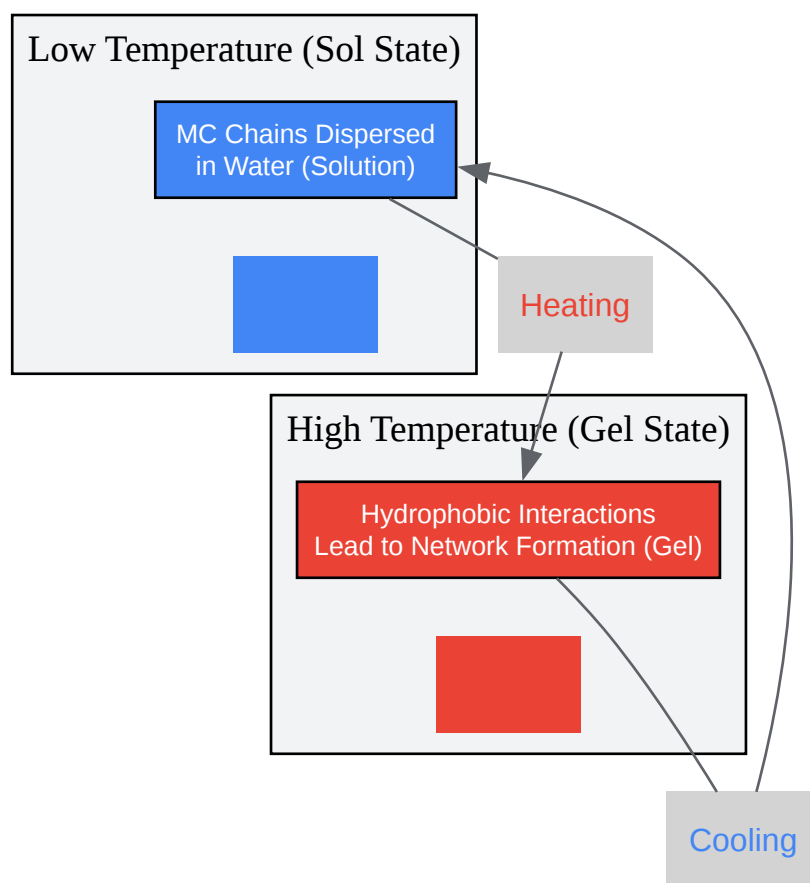 Low Temperature (Sol State)
MC Chains Dispersed
in Water (Solution)
Heating
High Temperature (Gel State)
Hydrophobic Interactions
Lead to Network Formation (Gel)
Cooling